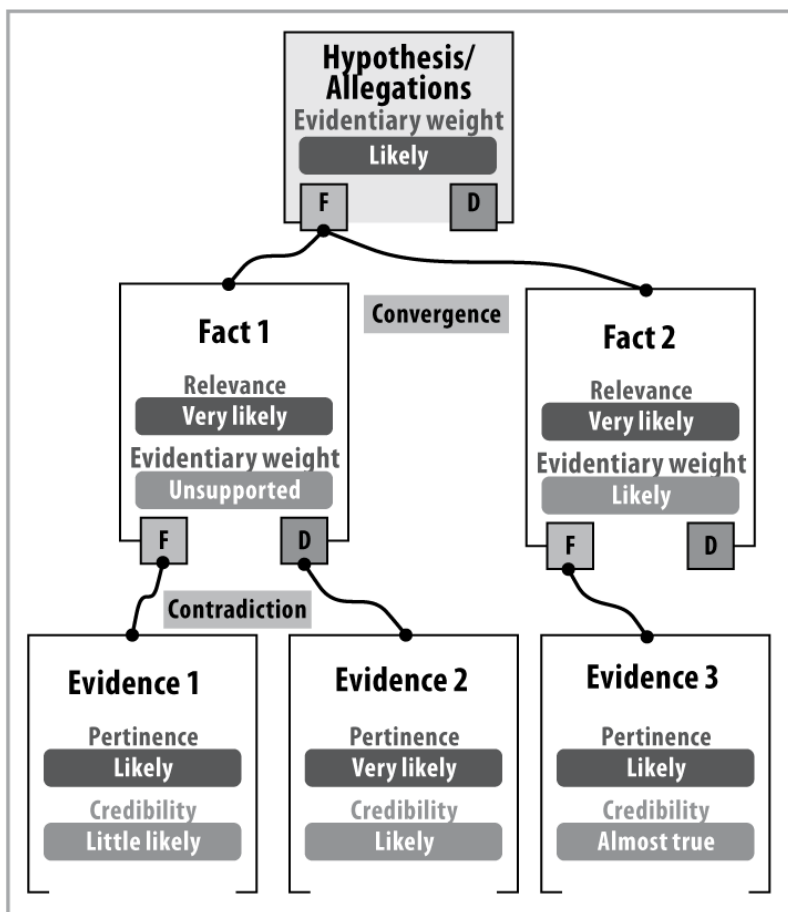 Hypothesis/
Allegations
Evidentiary weight
Likely
F
D
Convergence
Fact 1
Relevance
Very likely
Evidentiary weight
Unsupported
F
D
Fact 2
Relevance
Very likely
Evidentiary weight
Likely
F
D
Contradiction
Evidence 1
Pertinence
Likely
Credibility
Little likely
Evidence 2
Pertinence
Very likely
Credibility
Likely
Evidence 3
Pertinence
Likely
Credibility
Almost true